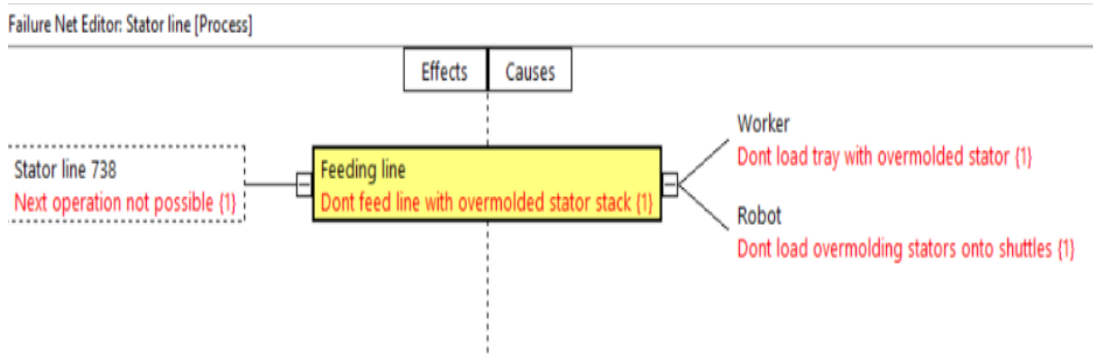 Failure Net Editor: Stator line [Process]
Effects
Causes
Stator line 738
Next operation not possible {1}
Feeding line
Dont feed line with overmolded stator stack {1}
Worker
Dont load tray with overmolded stator {1}
Robot
Dont load overmolding stators onto shuttles {1}